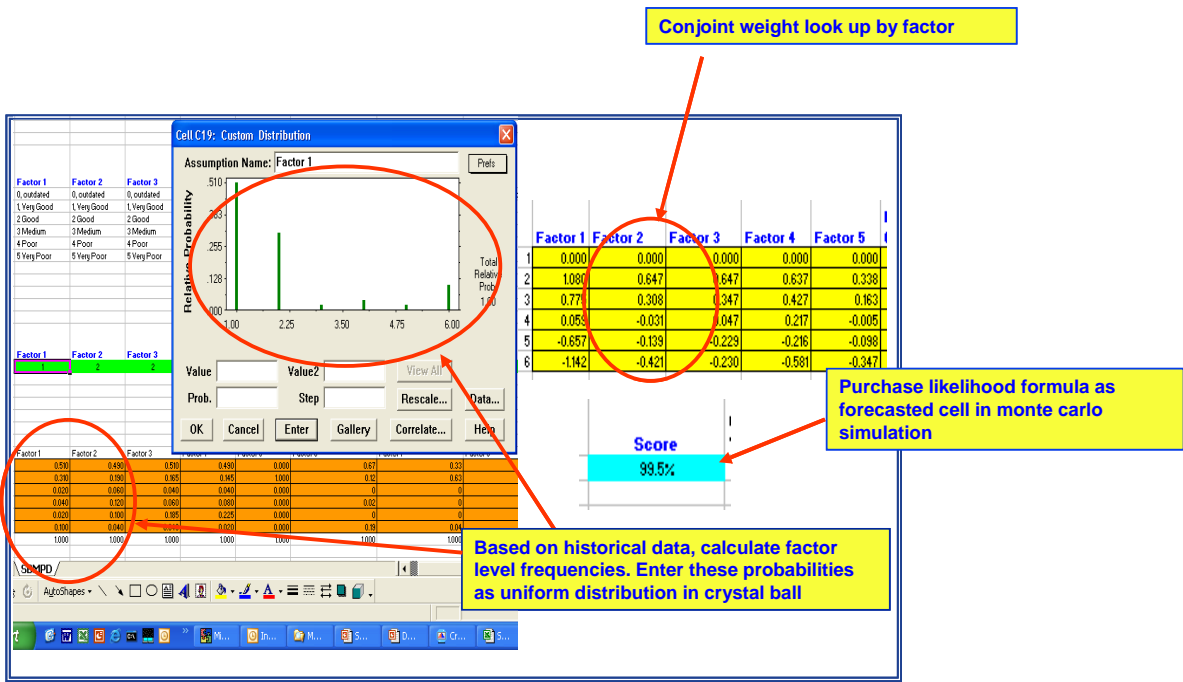 Conjoint weight look up by factor
Cell C19: Custom Distribution
Assumption Name: Factor 1
Prefs
Relative Probability
.510
.383
.255
.128
.000
1.00 2.25 3.50 4.75 6.00
Total
Relativ
Prob.
1.00
Value Value2 View All
Prob. Step Rescale... Data...
OK Cancel Enter Gallery Correlate... Help
Factor 1 Factor 2 Factor 3
0, outdated 0, outdated 0, outdated
1, Very Good 1, Very Good 1, Very Good
2 Good 2 Good 2 Good
3 Medium 3 Medium 3 Medium
4 Poor 4 Poor 4 Poor
5 Very Poor 5 Very Poor 5 Very Poor
Factor 1 Factor 2 Factor 3
1 2 2
Factor 1 Factor 2 Factor 3
0.510 0.490 0.510 0.490 0.000 0.67 0.33
0.310 0.190 0.165 0.145 1.000 0.12 0.63
0.020 0.060 0.040 0.040 0.000 0 0
0.040 0.120 0.060 0.080 0.000 0.02 0
0.020 0.100 0.185 0.225 0.000 0 0
0.100 0.040 0.040 0.020 0.000 0.19 0.04
1.000 1.000 1.000 1.000 1.000 1.000 1.000
Factor 1 Factor 2 Factor 3 Factor 4 Factor 5
1 0.000 0.000 0.000 0.000 0.000
2 1.080 0.647 0.647 0.637 0.338
3 0.779 0.308 0.347 0.427 0.163
4 0.059 -0.031 0.047 0.217 -0.005
5 -0.657 -0.139 -0.229 -0.216 -0.098
6 -1.142 -0.421 -0.230 -0.581 -0.347
Purchase likelihood formula as
forecasted cell in monte carlo
simulation
Score
99.5%
Based on historical data, calculate factor
level frequencies. Enter these probabilities
as uniform distribution in crystal ball
SBMPD
AutoShapes
Mi... In... M... S... D... Cr... S...